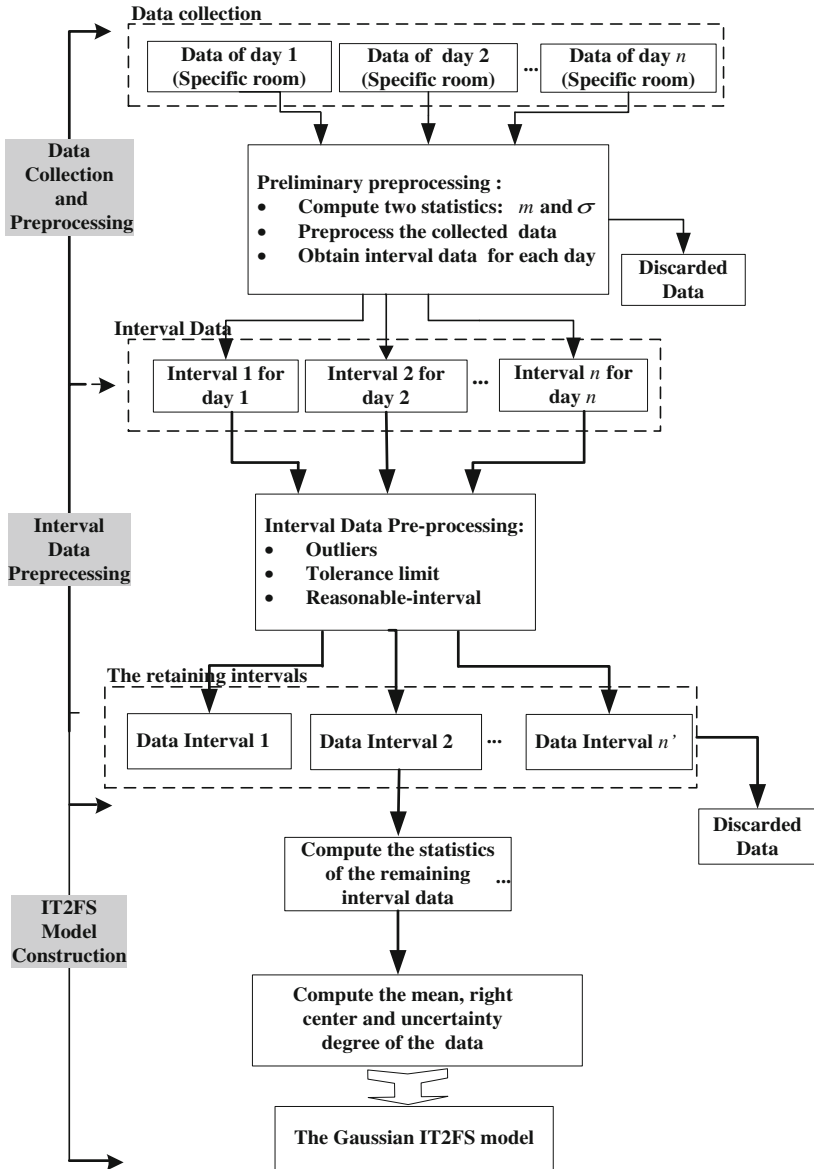 Data collection
Data of day 1
(Specific room)
Data of day 2
(Specific room)
...
Data of day n
(Specific room)
Data
Collection
and
Preprocessing
Preliminary preprocessing :
• Compute two statistics: m and σ
• Preprocess the collected data
• Obtain interval data for each day
Discarded
Data
Interval Data
Interval 1 for
day 1
Interval 2 for
day 2
...
Interval n for
day n
Interval
Data
Preprecessing
Interval Data Pre-processing:
• Outliers
• Tolerance limit
• Reasonable-interval
The retaining intervals
Data Interval 1
Data Interval 2
...
Data Interval n'
Discarded
Data
Compute the statistics
of the remaining
interval data
...
IT2FS
Model
Construction
Compute the mean, right
center and uncertainty
degree of the data
The Gaussian IT2FS model